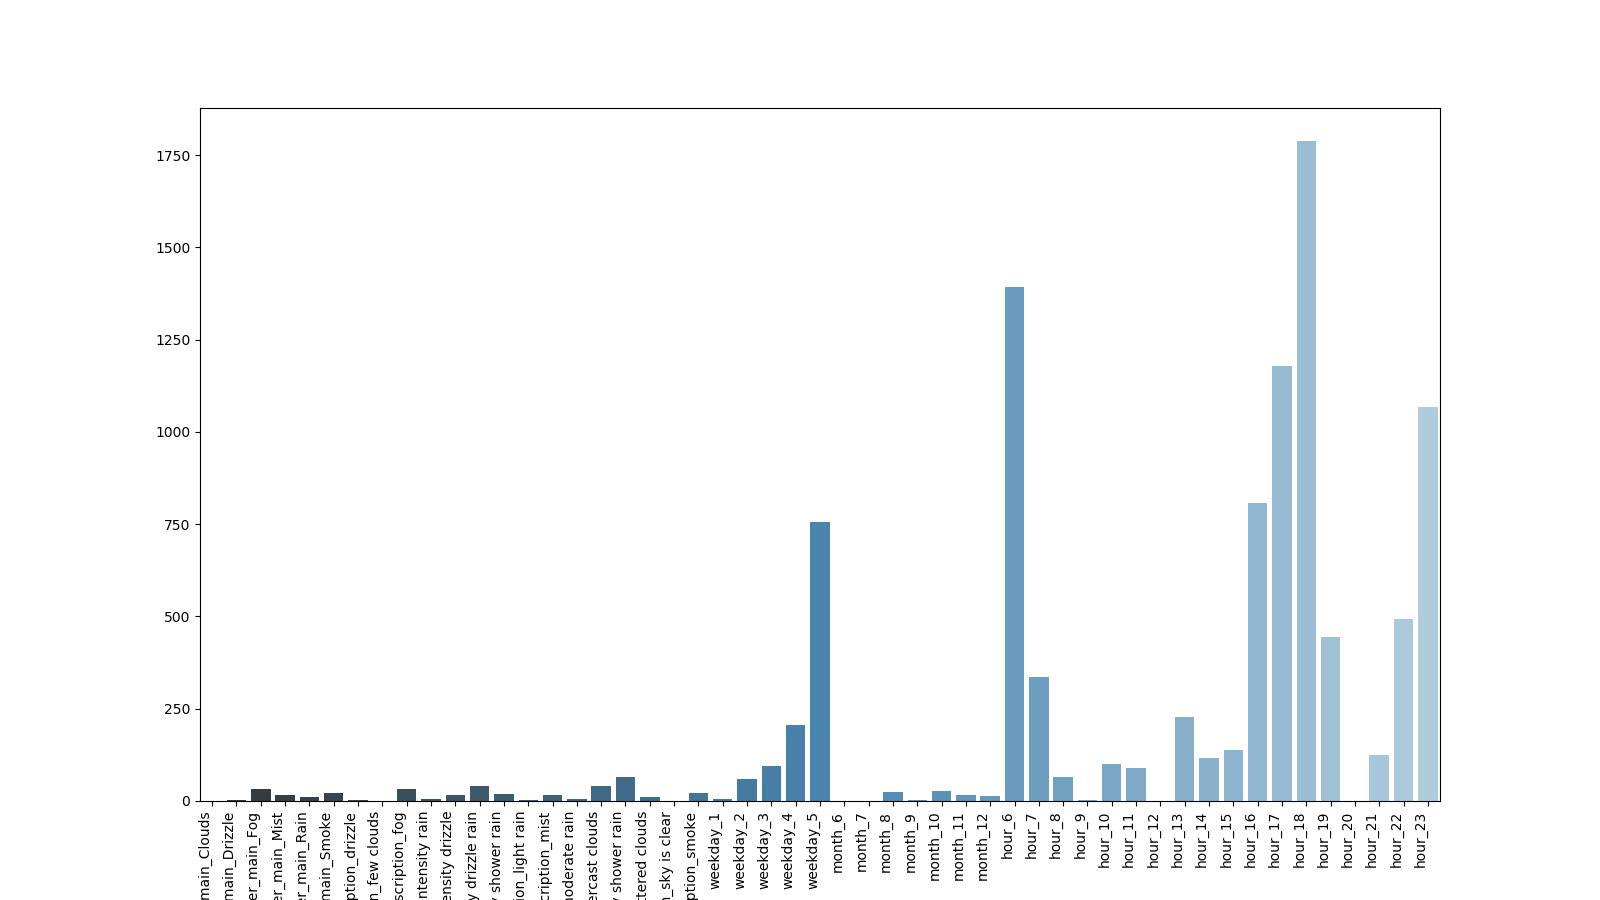 1750
1500
1250
1000
750
500
250
0
main_Clouds
main_Drizzle
er_main_Fog
er_main_Mist
r_main_Rain
main_Smoke
ption_drizzle
n_few clouds
scription_fog
ntensity rain
ensity drizzle
y drizzle rain
y shower rain
ion_light rain
cription_mist
moderate rain
ercast clouds
y shower rain
ttered clouds
n_sky is clear
ption_smoke
weekday_1
weekday_2
weekday_3
weekday_4
weekday_5
month_6
month_7
month_8
month_9
month_10
month_11
month_12
hour_6
hour_7
hour_8
hour_9
hour_10
hour_11
hour_12
hour_13
hour_14
hour_15
hour_16
hour_17
hour_18
hour_19
hour_20
hour_21
hour_22
hour_23